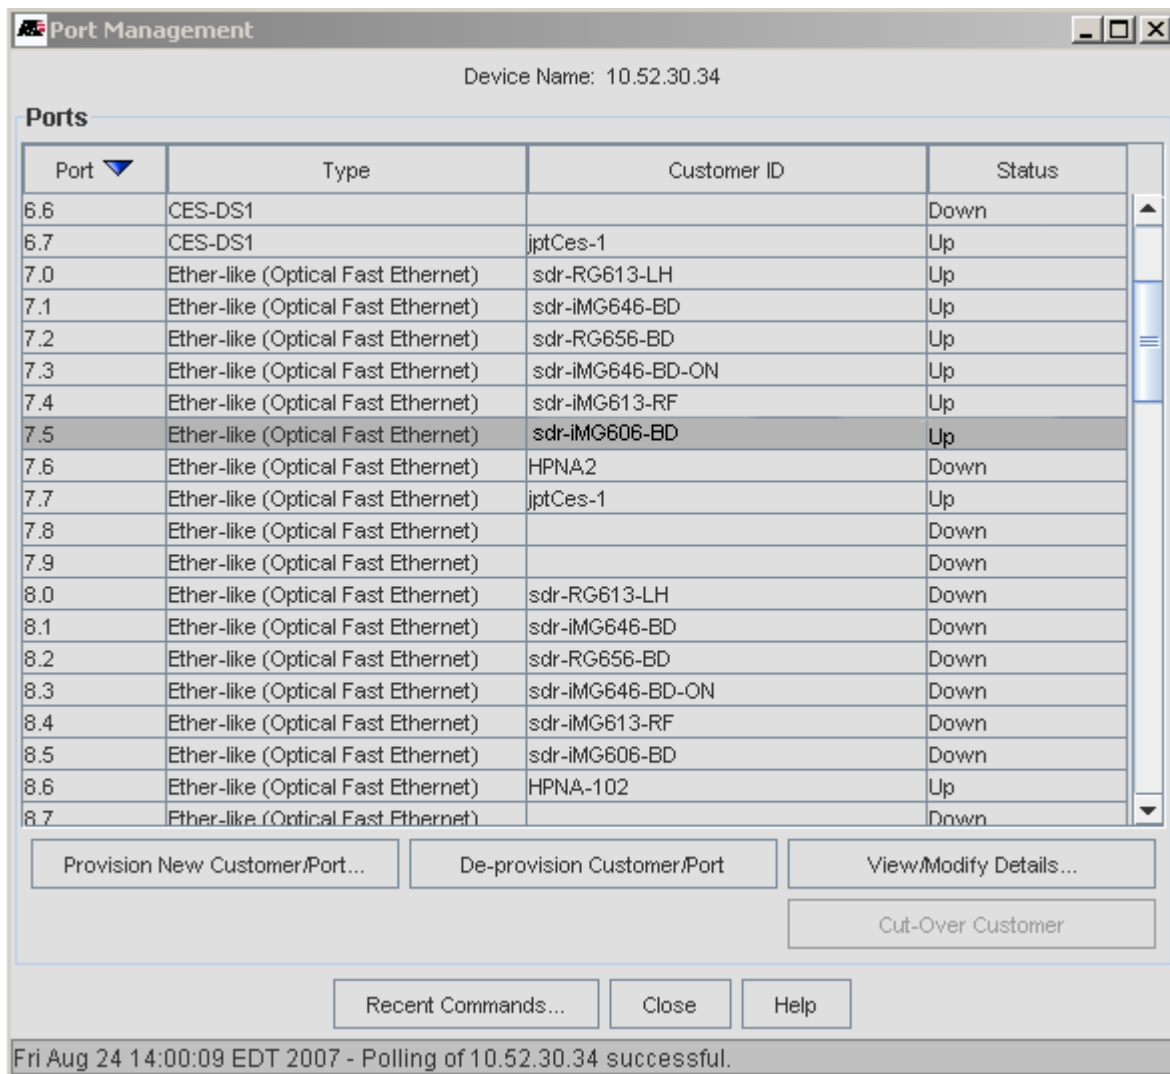 Port Management
Device Name: 10.52.30.34
Ports
Port Type Customer ID Status
6.6 CES-DS1 Down
6.7 CES-DS1 jptCes-1 Up
7.0 Ether-like (Optical Fast Ethernet) sdr-RG613-LH Up
7.1 Ether-like (Optical Fast Ethernet) sdr-iMG646-BD Up
7.2 Ether-like (Optical Fast Ethernet) sdr-RG656-BD Up
7.3 Ether-like (Optical Fast Ethernet) sdr-iMG646-BD-ON Up
7.4 Ether-like (Optical Fast Ethernet) sdr-iMG613-RF Up
7.5 Ether-like (Optical Fast Ethernet) sdr-iMG606-BD Up
7.6 Ether-like (Optical Fast Ethernet) HPNA2 Down
7.7 Ether-like (Optical Fast Ethernet) jptCes-1 Up
7.8 Ether-like (Optical Fast Ethernet) Down
7.9 Ether-like (Optical Fast Ethernet) Down
8.0 Ether-like (Optical Fast Ethernet) sdr-RG613-LH Down
8.1 Ether-like (Optical Fast Ethernet) sdr-iMG646-BD Down
8.2 Ether-like (Optical Fast Ethernet) sdr-RG656-BD Down
8.3 Ether-like (Optical Fast Ethernet) sdr-iMG646-BD-ON Down
8.4 Ether-like (Optical Fast Ethernet) sdr-iMG613-RF Down
8.5 Ether-like (Optical Fast Ethernet) sdr-iMG606-BD Down
8.6 Ether-like (Optical Fast Ethernet) HPNA-102 Up
8.7 Ether-like (Optical Fast Ethernet) Down
Provision New Customer/Port... De-provision Customer/Port View/Modify Details...
Cut-Over Customer
Recent Commands... Close Help
Fri Aug 24 14:00:09 EDT 2007 - Polling of 10.52.30.34 successful.